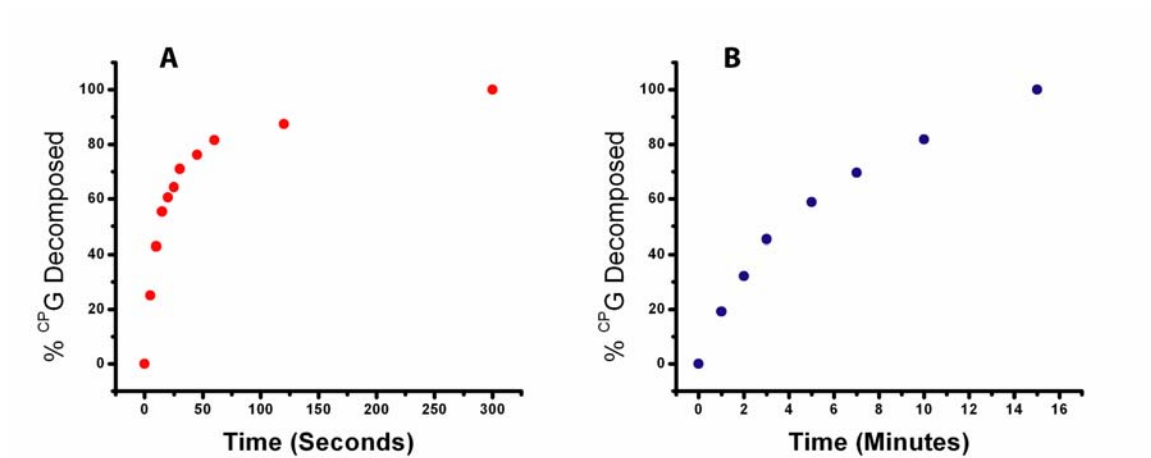 A
% CPG Decomposed
100
80
60
40
20
0
0 50 100 150 200 250 300
Time (Seconds)
B
% CPG Decomposed
100
80
60
40
20
0
0 2 4 6 8 10 12 14 16
Time (Minutes)